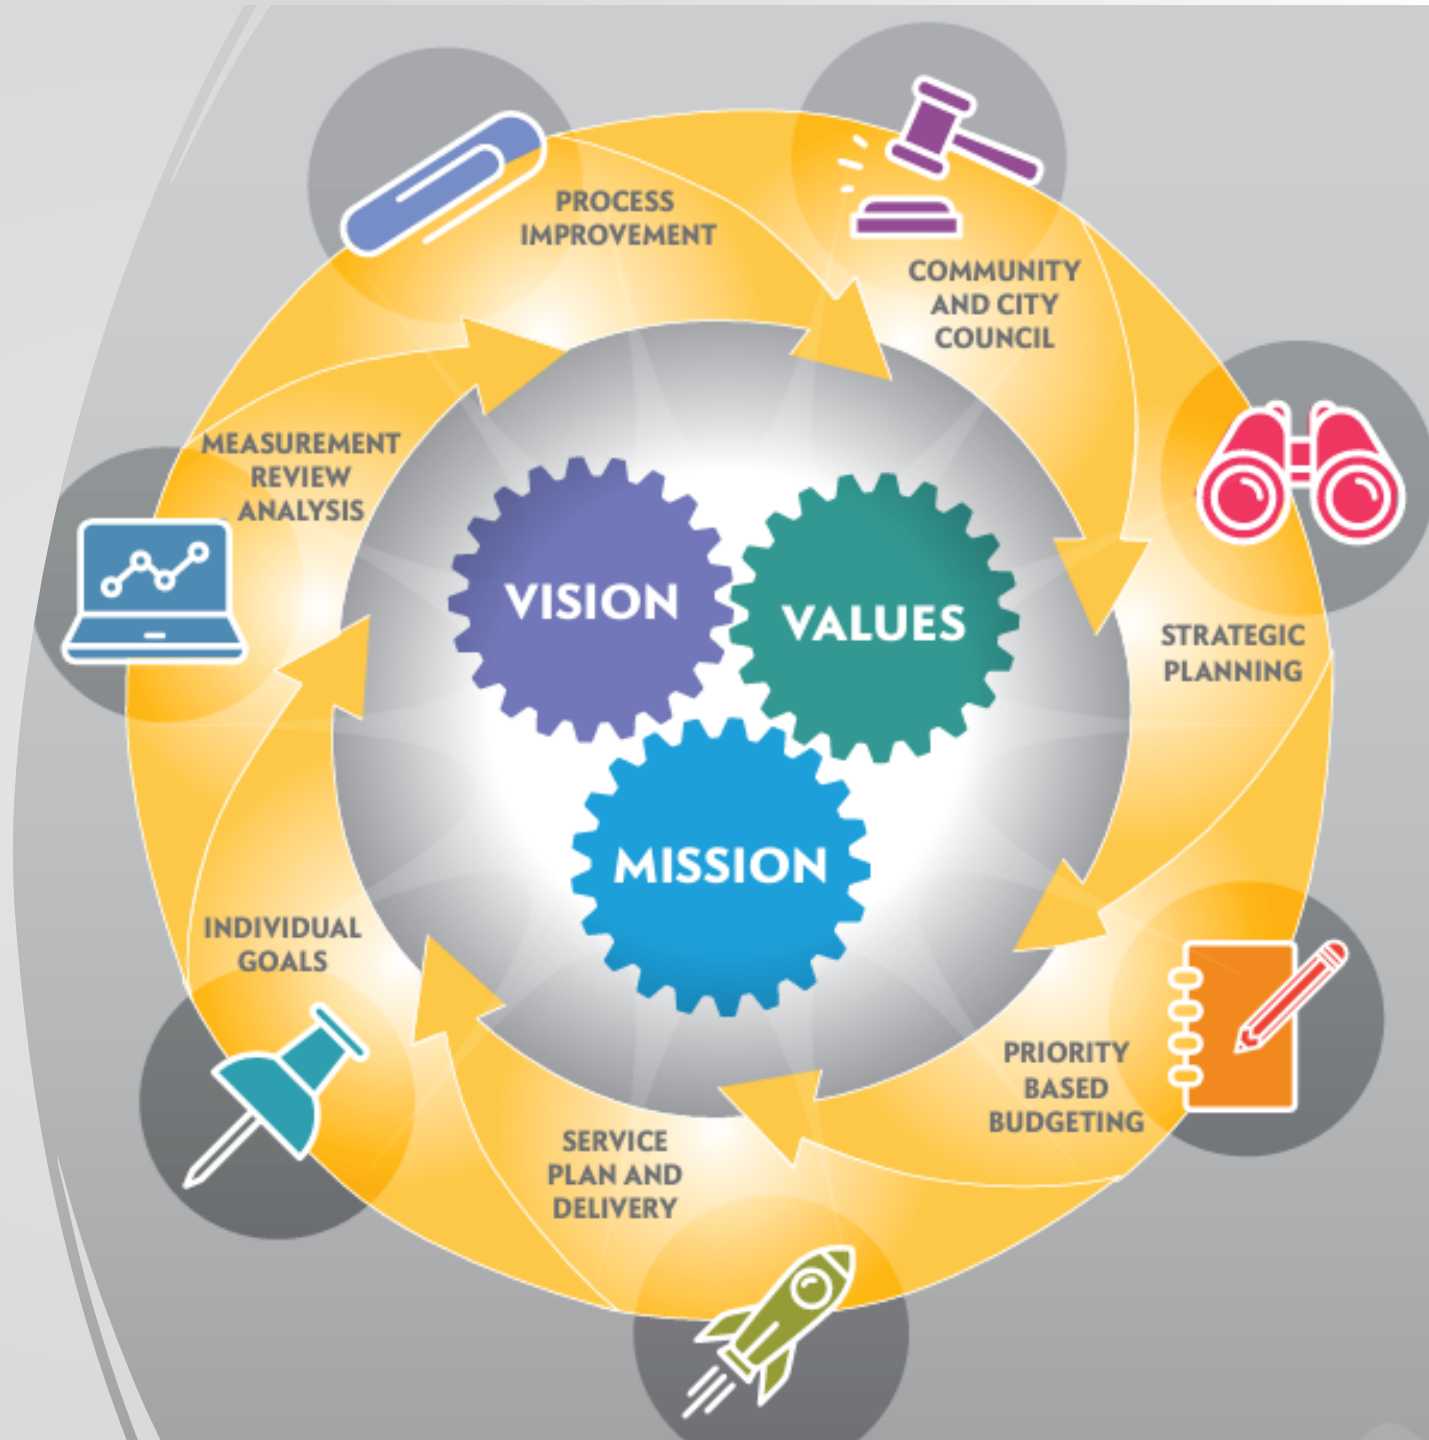 PROCESS
IMPROVEMENT
COMMUNITY
AND CITY
COUNCIL
MEASUREMENT
REVIEW
ANALYSIS
VISION
VALUES
STRATEGIC
PLANNING
MISSION
INDIVIDUAL
GOALS
PRIORITY
BASED
BUDGETING
SERVICE
PLAN AND
DELIVERY